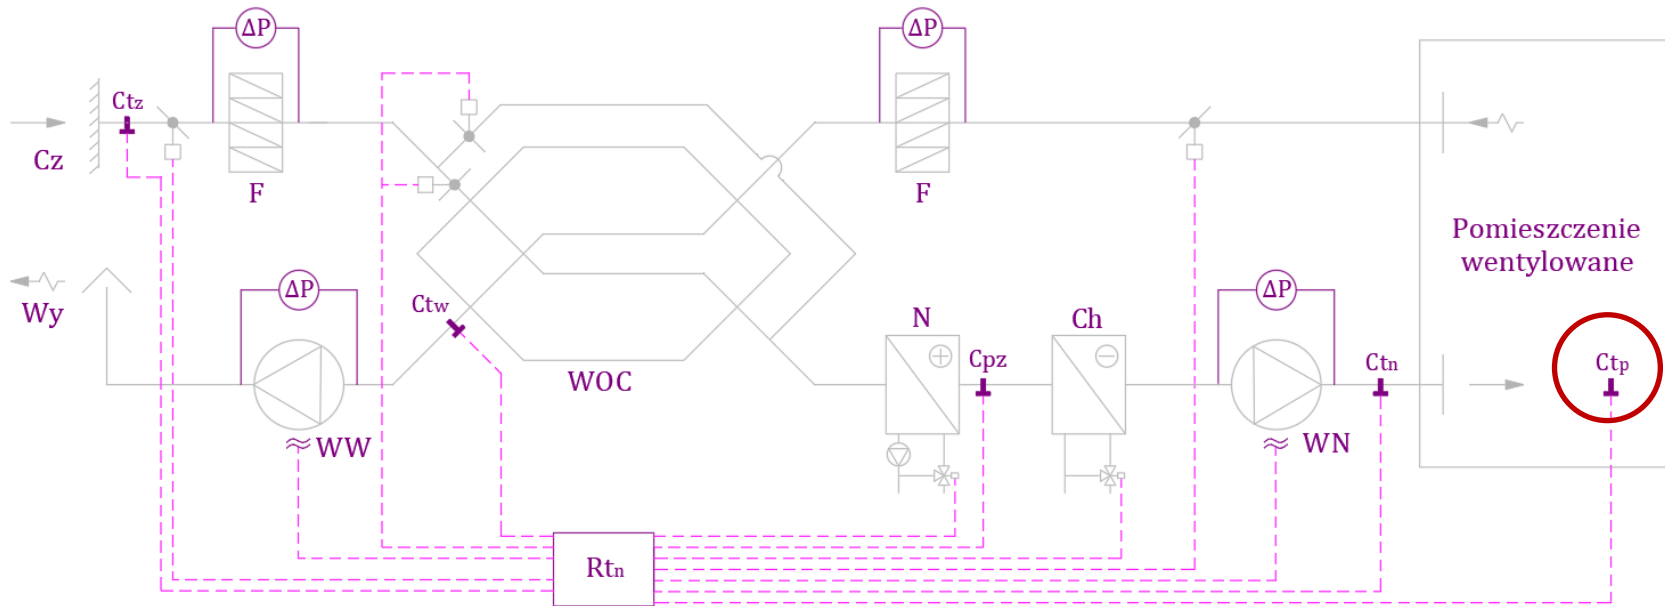 ΔP
ΔP
Ctz
Cz
F
F
Pomieszczenie
wentylowane
ΔP
ΔP
Wy
Ctw
N
Ch
WOC
Cpz
Ctn
Ctp
WW
WN
Rtn